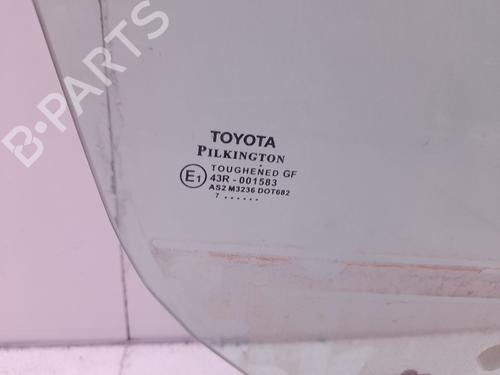 B-PARTS
TOYOTA
PILKINGTON
TOUGHENED GF
E1 43R - 001583
AS2 M3236 DOT682
7 . . . . . .